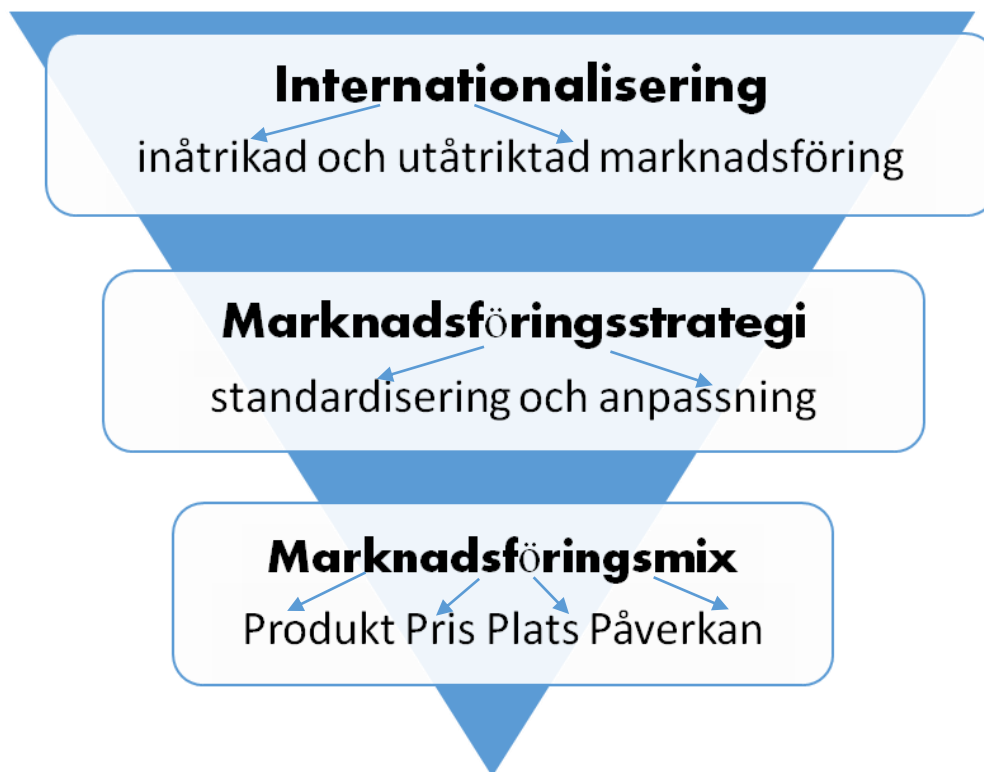 Internationalisering
inåtrikad och utåtriktad marknadsföring
Marknadsföringsstrategi
standardisering och anpassning
Marknadsföringsmix
Produkt Pris Plats Påverkan